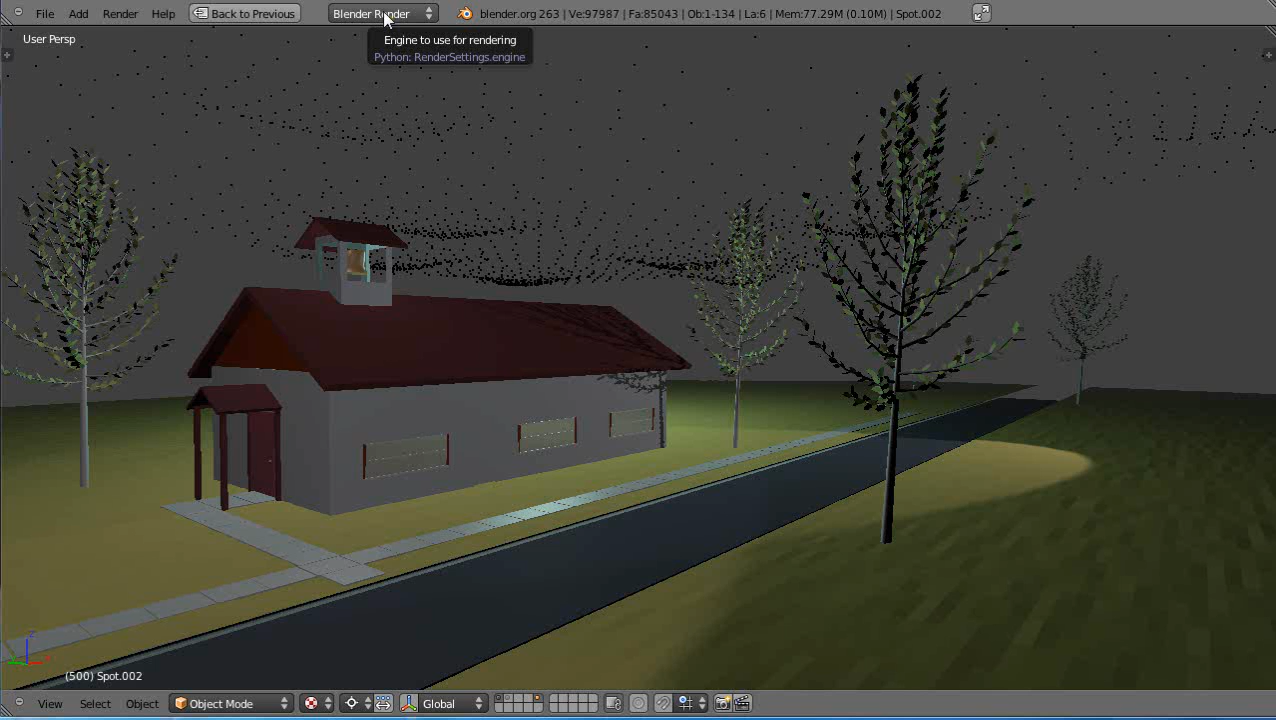 File Add Render Help Back to Previous Blender Render blender.org 263 | Ve:97987 | Fa:85043 | Ob:1-134 | La:6 | Mem:77.29M (0.10M) | Spot.002
Engine to use for rendering
Python: RenderSettings.engine
User Persp
(500) Spot.002
View Select Object Object Mode Global